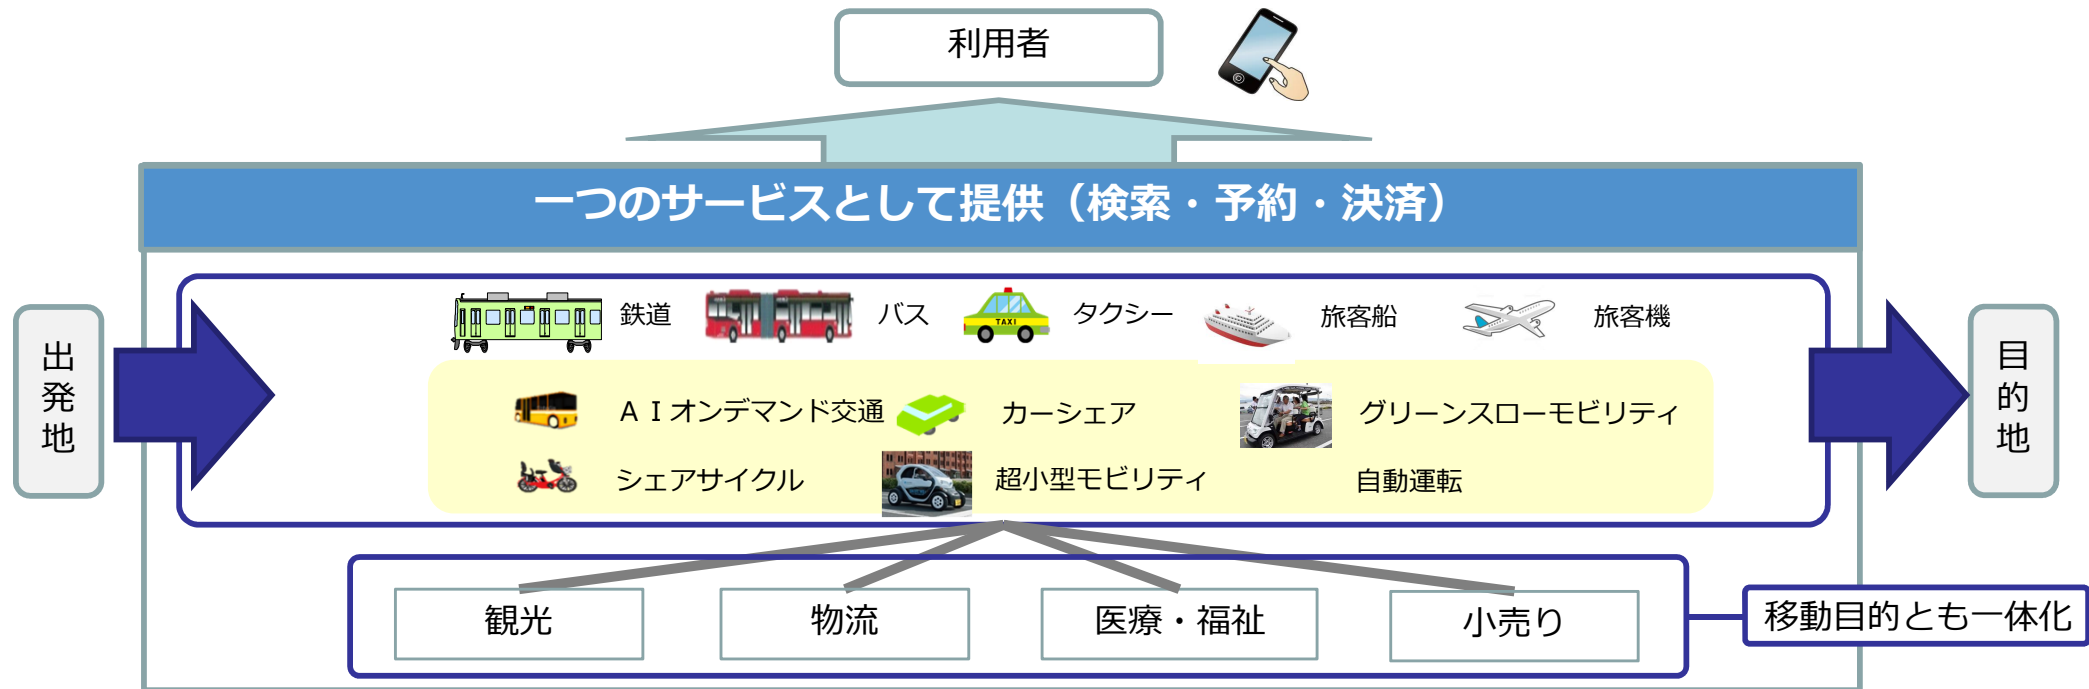 利用者
一つのサービスとして提供（検索・予約・決済）
鉄道
バス
TAXI
タクシー
旅客船
旅客機
出発地
目的地
ＡＩオンデマンド交通
カーシェア
グリーンスローモビリティ
シェアサイクル
超小型モビリティ
自動運転
観光
物流
医療・福祉
小売り
移動目的とも一体化